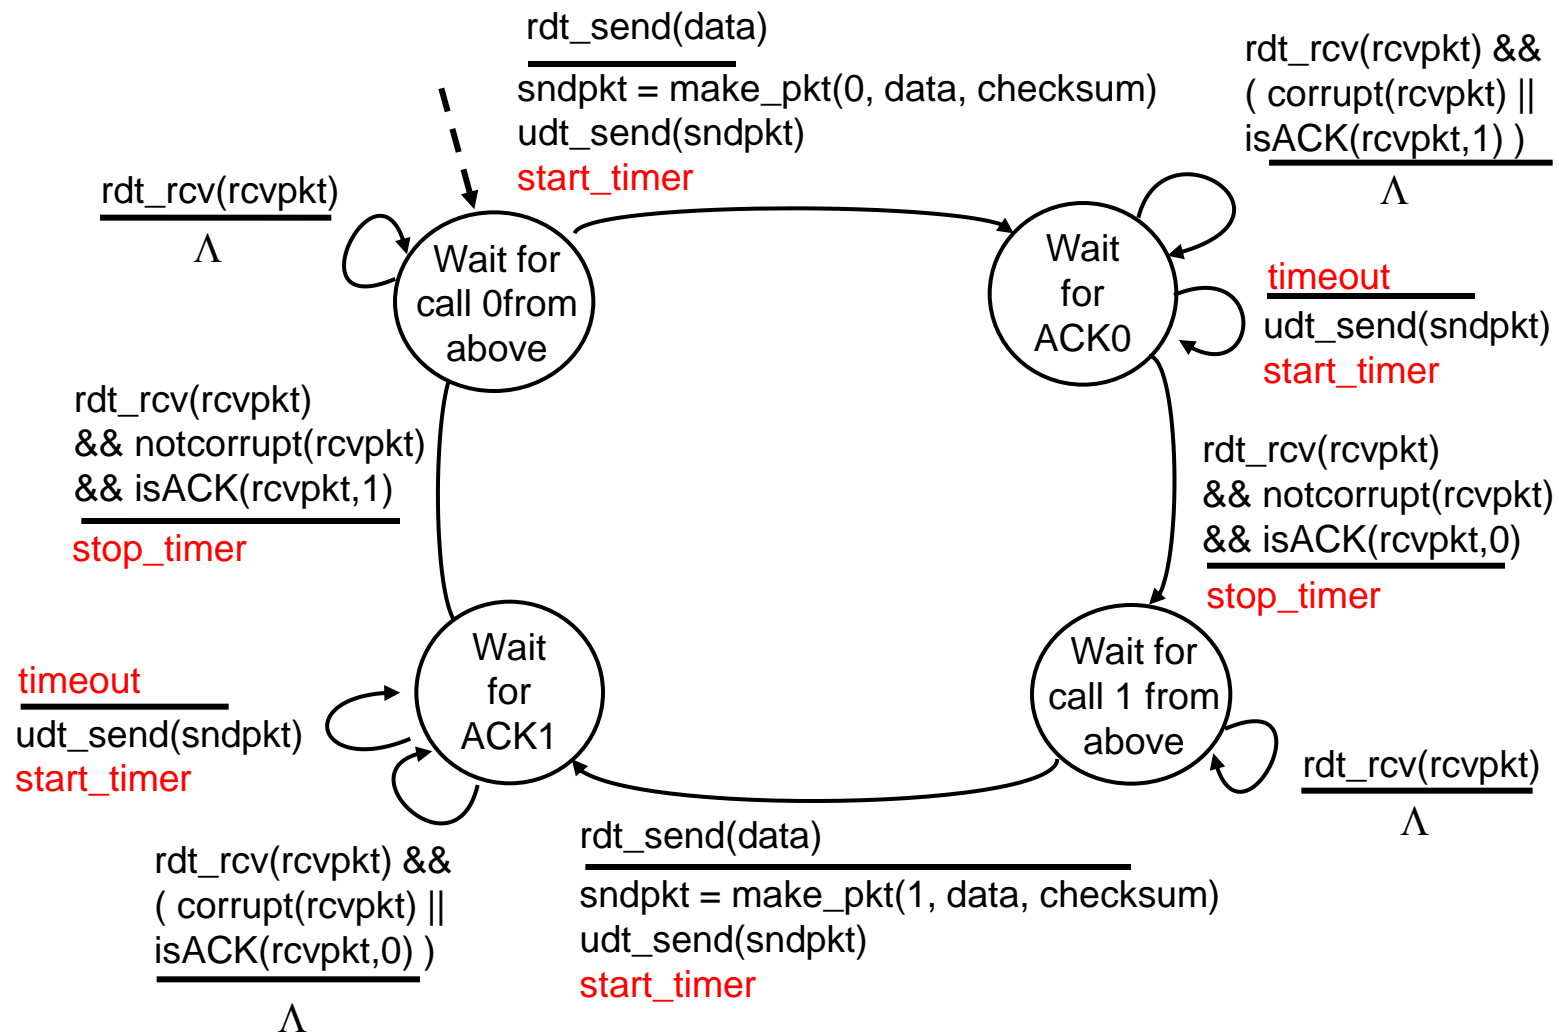 rdt_send(data)
sndpkt = make_pkt(0, data, checksum)
udt_send(sndpkt)
start_timer
rdt_rcv(rcvpkt) &&
( corrupt(rcvpkt) ||
isACK(rcvpkt,1) )
Λ
rdt_rcv(rcvpkt)
Λ
Wait for
call 0from
above
Wait
for
ACK0
timeout
udt_send(sndpkt)
start_timer
rdt_rcv(rcvpkt)
&& notcorrupt(rcvpkt)
&& isACK(rcvpkt,1)
stop_timer
rdt_rcv(rcvpkt)
&& notcorrupt(rcvpkt)
&& isACK(rcvpkt,0)
stop_timer
Wait
for
ACK1
Wait for
call 1 from
above
timeout
udt_send(sndpkt)
start_timer
rdt_rcv(rcvpkt)
Λ
rdt_rcv(rcvpkt) &&
( corrupt(rcvpkt) ||
isACK(rcvpkt,0) )
Λ
rdt_send(data)
sndpkt = make_pkt(1, data, checksum)
udt_send(sndpkt)
start_timer